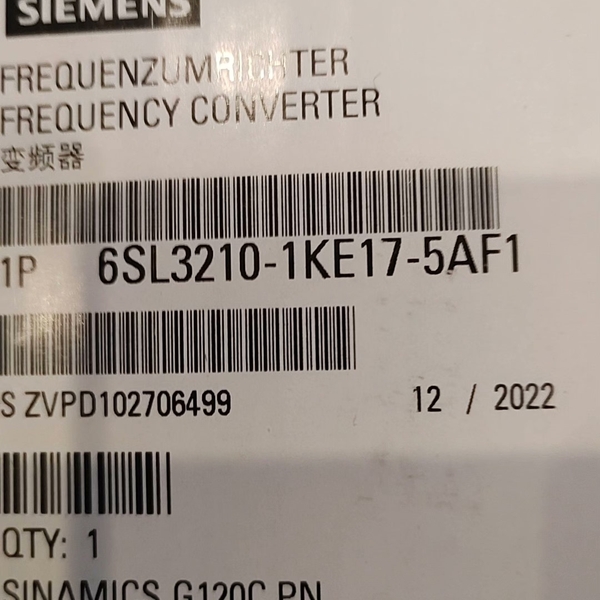 SIEMENS
FREQUENZUMRICHTER
FREQUENCY CONVERTER
变频器
1P 6SL3210-1KE17-5AF1
S ZVPD102706499 12 / 2022
QTY: 1
SINAMICS G120C PN